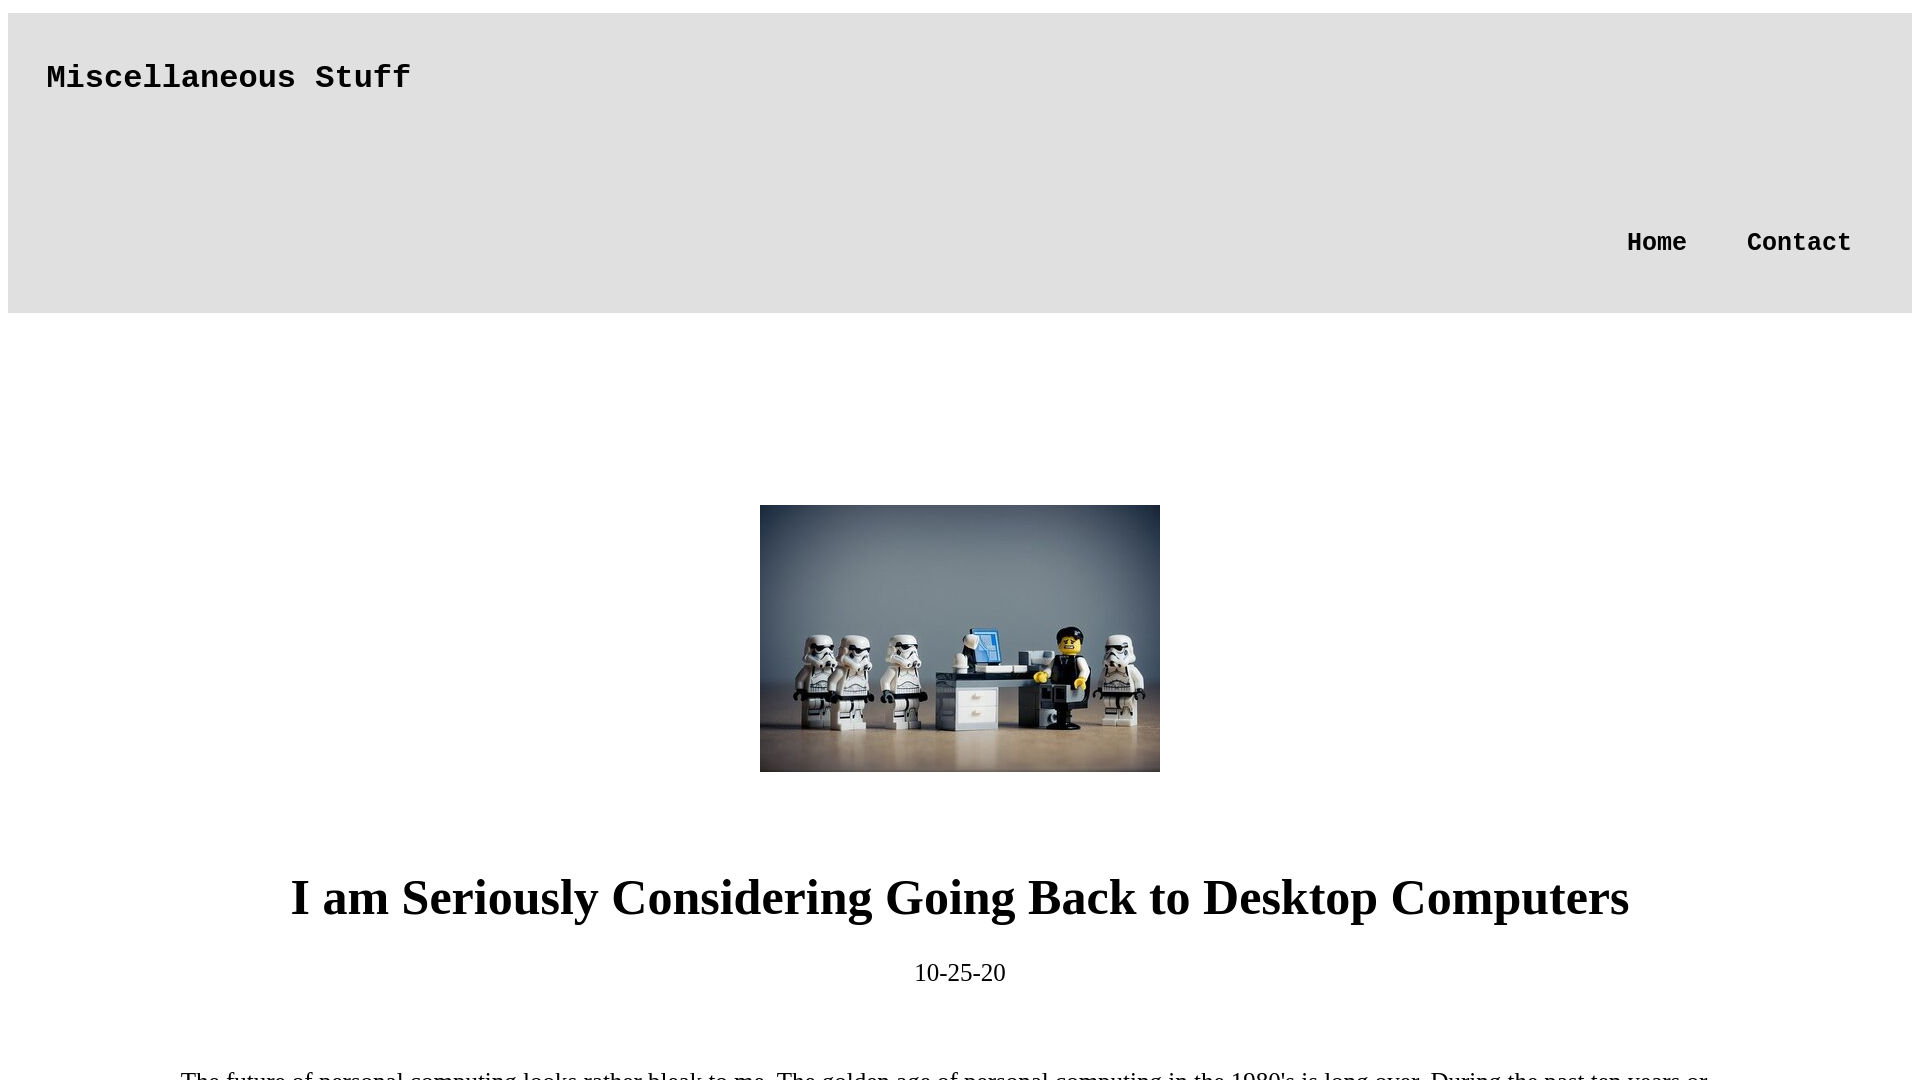 Miscellaneous Stuff
Home Contact
I am Seriously Considering Going Back to Desktop Computers
10-25-20
The future of personal computing looks rather bleak to me. The golden age of personal computing in the 1980's is long over. During the past ten years or